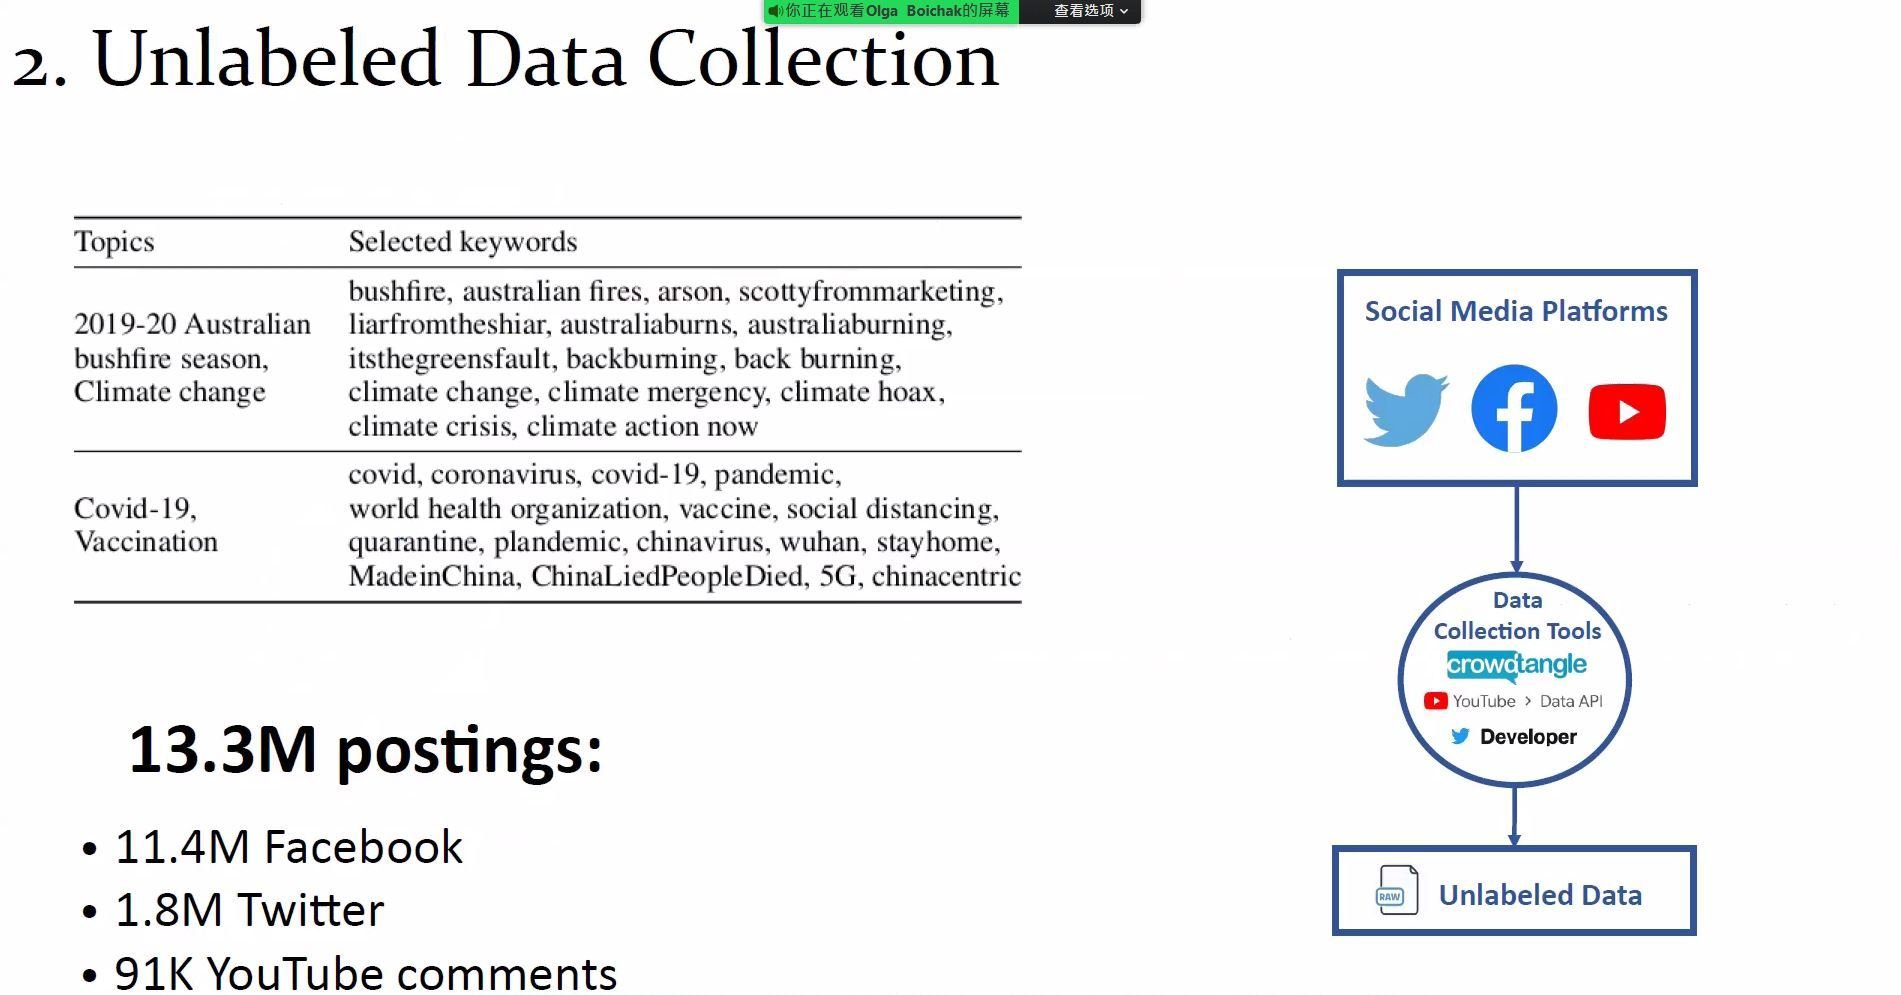 你正在观看Olga Boichak的屏幕 查看选项
2. Unlabeled Data Collection
Topics Selected keywords
2019-20 Australian
bushfire season,
Climate change
bushfire, australian fires, arson, scottyfrommarketing,
liarfromtheshiar, australiaburns, australiaburning,
itsthegreensfault, backburning, back burning,
climate change, climate mergency, climate hoax,
climate crisis, climate action now
Covid-19,
Vaccination
covid, coronavirus, covid-19, pandemic,
world health organization, vaccine, social distancing,
quarantine, plandemic, chinavirus, wuhan, stayhome,
MadeinChina, ChinaLiedPeopleDied, 5G, chinacentric
13.3M postings:
• 11.4M Facebook
• 1.8M Twitter
• 91K YouTube comments
Social Media Platforms
Data
Collection Tools
crowdtangle
YouTube > Data API
Developer
RAW
Unlabeled Data